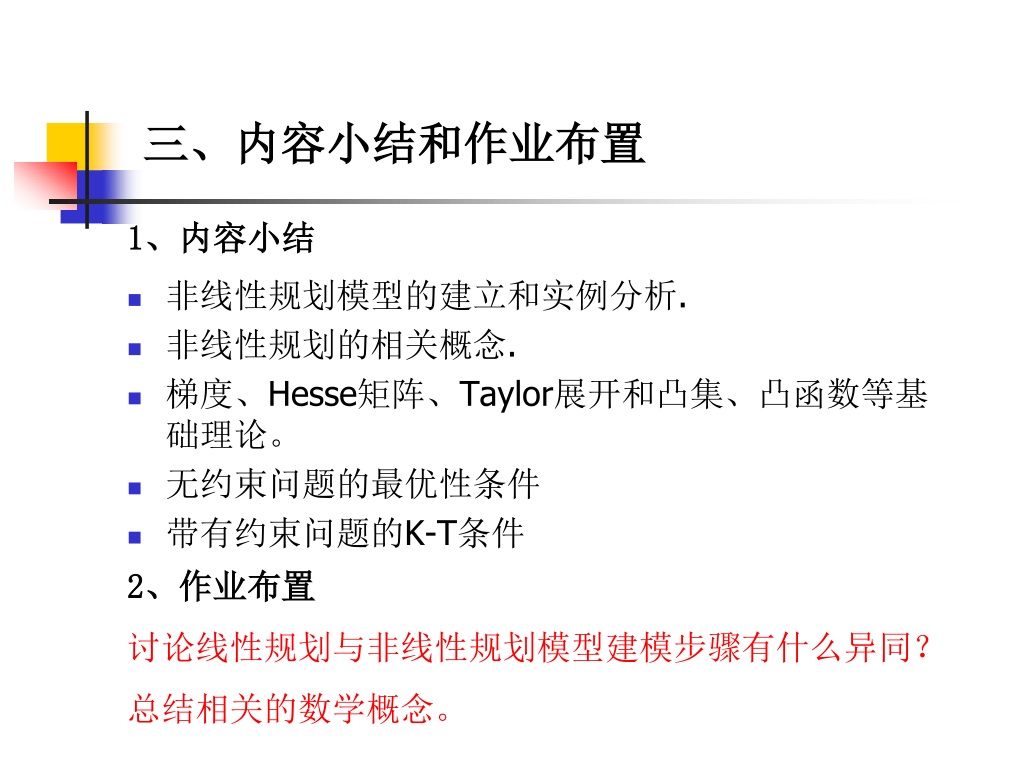 三、内容小结和作业布置
1、内容小结
非线性规划模型的建立和实例分析.
非线性规划的相关概念.
梯度、Hesse矩阵、Taylor展开和凸集、凸函数等基
础理论。
无约束问题的最优性条件
带有约束问题的K-T条件
2、作业布置
讨论线性规划与非线性规划模型建模步骤有什么异同？
总结相关的数学概念。